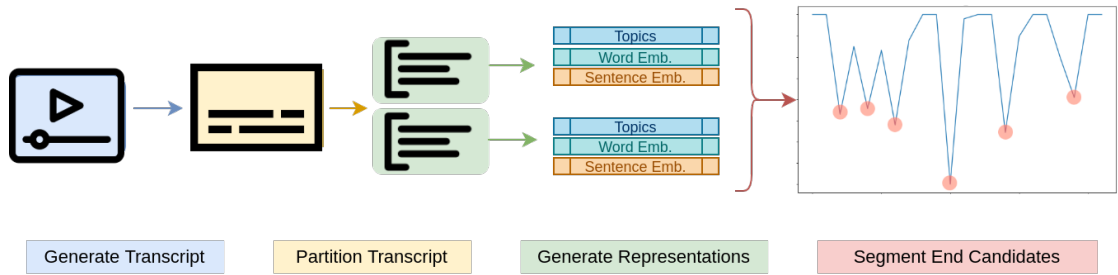 Topics
Word Emb.
Sentence Emb.
Topics
Word Emb.
Sentence Emb.
Generate Transcript
Partition Transcript
Generate Representations
Segment End Candidates